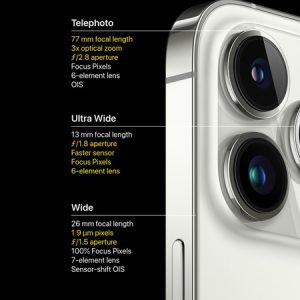 Telephoto
77 mm focal length
3x optical zoom
ƒ/2.8 aperture
Focus Pixels
6-element lens
OIS
Ultra Wide
13 mm focal length
ƒ/1.8 aperture
Faster sensor
Focus Pixels
6-element lens
Wide
26 mm focal length
1.9 µm pixels
ƒ/1.5 aperture
100% Focus Pixels
7-element lens
Sensor-shift OIS